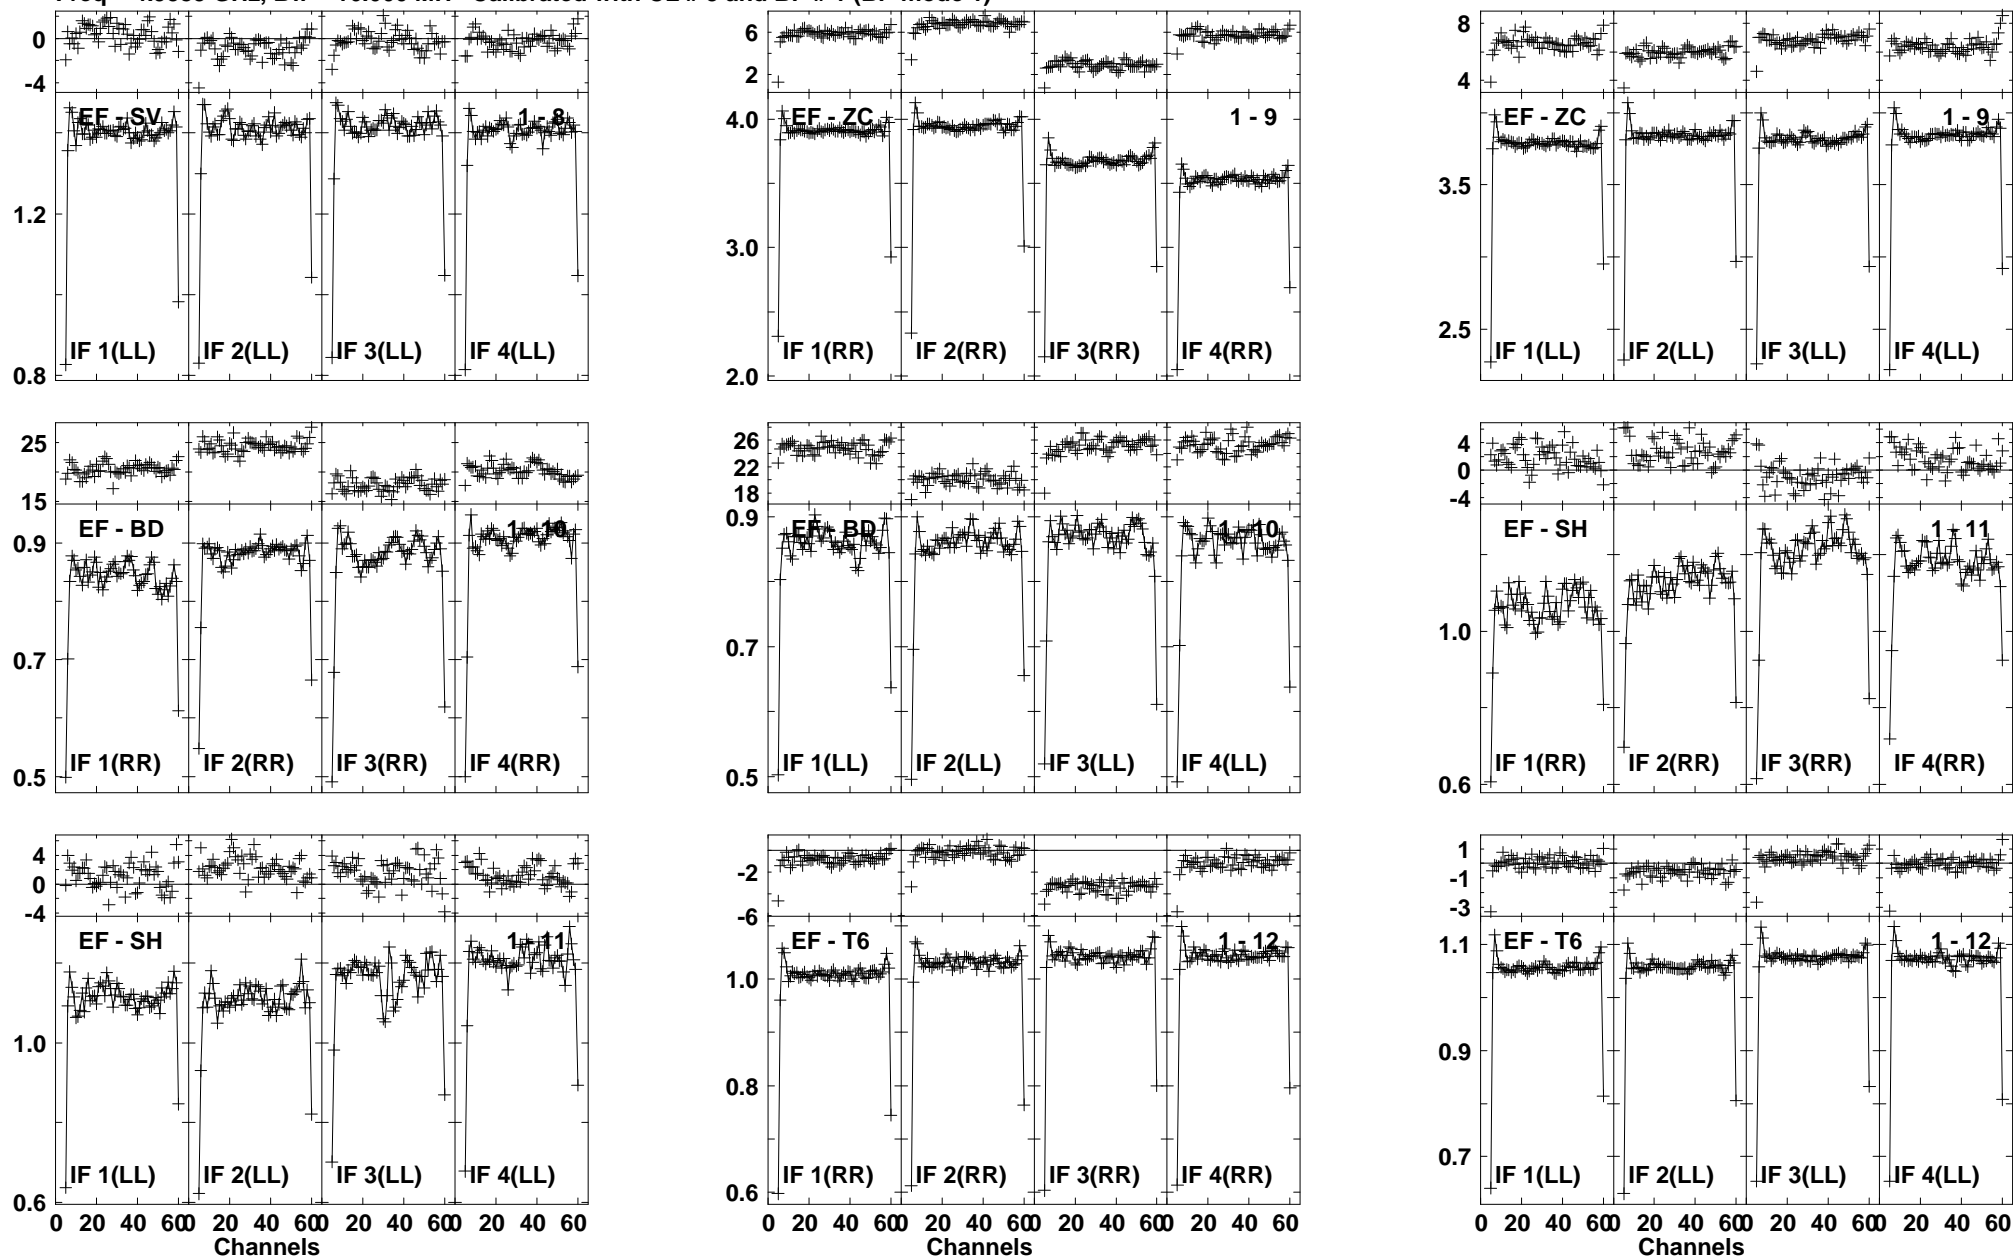 0
-4
EF - SV
1 - 8
1.2
0.8
IF 1(LL)
IF 2(LL)
IF 3(LL)
IF 4(LL)
6
2
EF - ZC
1 - 9
4.0
3.0
2.0
IF 1(RR)
IF 2(RR)
IF 3(RR)
IF 4(RR)
8
4
EF - ZC
1 - 9
3.5
2.5
IF 1(LL)
IF 2(LL)
IF 3(LL)
IF 4(LL)
25
15
EF - BD
1 - 10
0.9
0.7
0.5
IF 1(RR)
IF 2(RR)
IF 3(RR)
IF 4(RR)
26
22
18
EF - BD
1 - 10
0.9
0.7
0.5
IF 1(LL)
IF 2(LL)
IF 3(LL)
IF 4(LL)
4
0
-4
EF - SH
1 - 11
1.0
0.6
IF 1(RR)
IF 2(RR)
IF 3(RR)
IF 4(RR)
4
0
-4
EF - SH
1 - 11
1.0
0.6
IF 1(LL)
IF 2(LL)
IF 3(LL)
IF 4(LL)
0 20 40 60 0 20 40 60 0 20 40 60 0 20 40 60
Channels
-2
-6
EF - T6
1 - 12
1.0
0.8
0.6
IF 1(RR)
IF 2(RR)
IF 3(RR)
IF 4(RR)
0 20 40 60 0 20 40 60 0 20 40 60 0 20 40 60
Channels
1
-1
-3
EF - T6
1 - 12
1.1
0.9
0.7
IF 1(LL)
IF 2(LL)
IF 3(LL)
IF 4(LL)
0 20 40 60 0 20 40 60 0 20 40 60 0 20 40 60
Channels